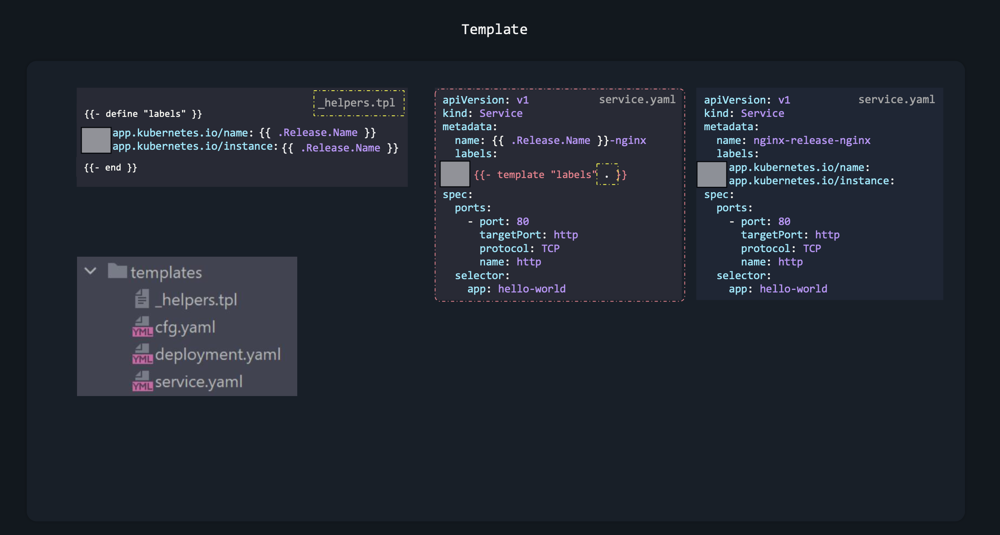 Template
_helpers.tpl
{{- define "labels" }}
app.kubernetes.io/name: {{ .Release.Name }}
app.kubernetes.io/instance: {{ .Release.Name }}
{{- end }}
templates
_helpers.tpl
YML cfg.yaml
YML deployment.yaml
YML service.yaml
service.yaml
apiVersion: v1
kind: Service
metadata:
  name: {{ .Release.Name }}-nginx
  labels:
{{- template "labels" . }}
spec:
  ports:
    - port: 80
      targetPort: http
      protocol: TCP
      name: http
  selector:
    app: hello-world
service.yaml
apiVersion: v1
kind: Service
metadata:
  name: nginx-release-nginx
  labels:
    app.kubernetes.io/name:
    app.kubernetes.io/instance:
spec:
  ports:
    - port: 80
      targetPort: http
      protocol: TCP
      name: http
  selector:
    app: hello-world